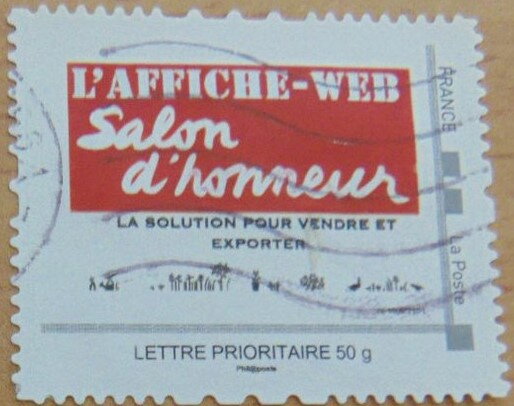 L'AFFICHE-WEB
Salon
d'honneur
LA SOLUTION POUR VENDRE ET
EXPORTER
FRANCE
La Poste
LETTRE PRIORITAIRE 50 g
Phil@poste